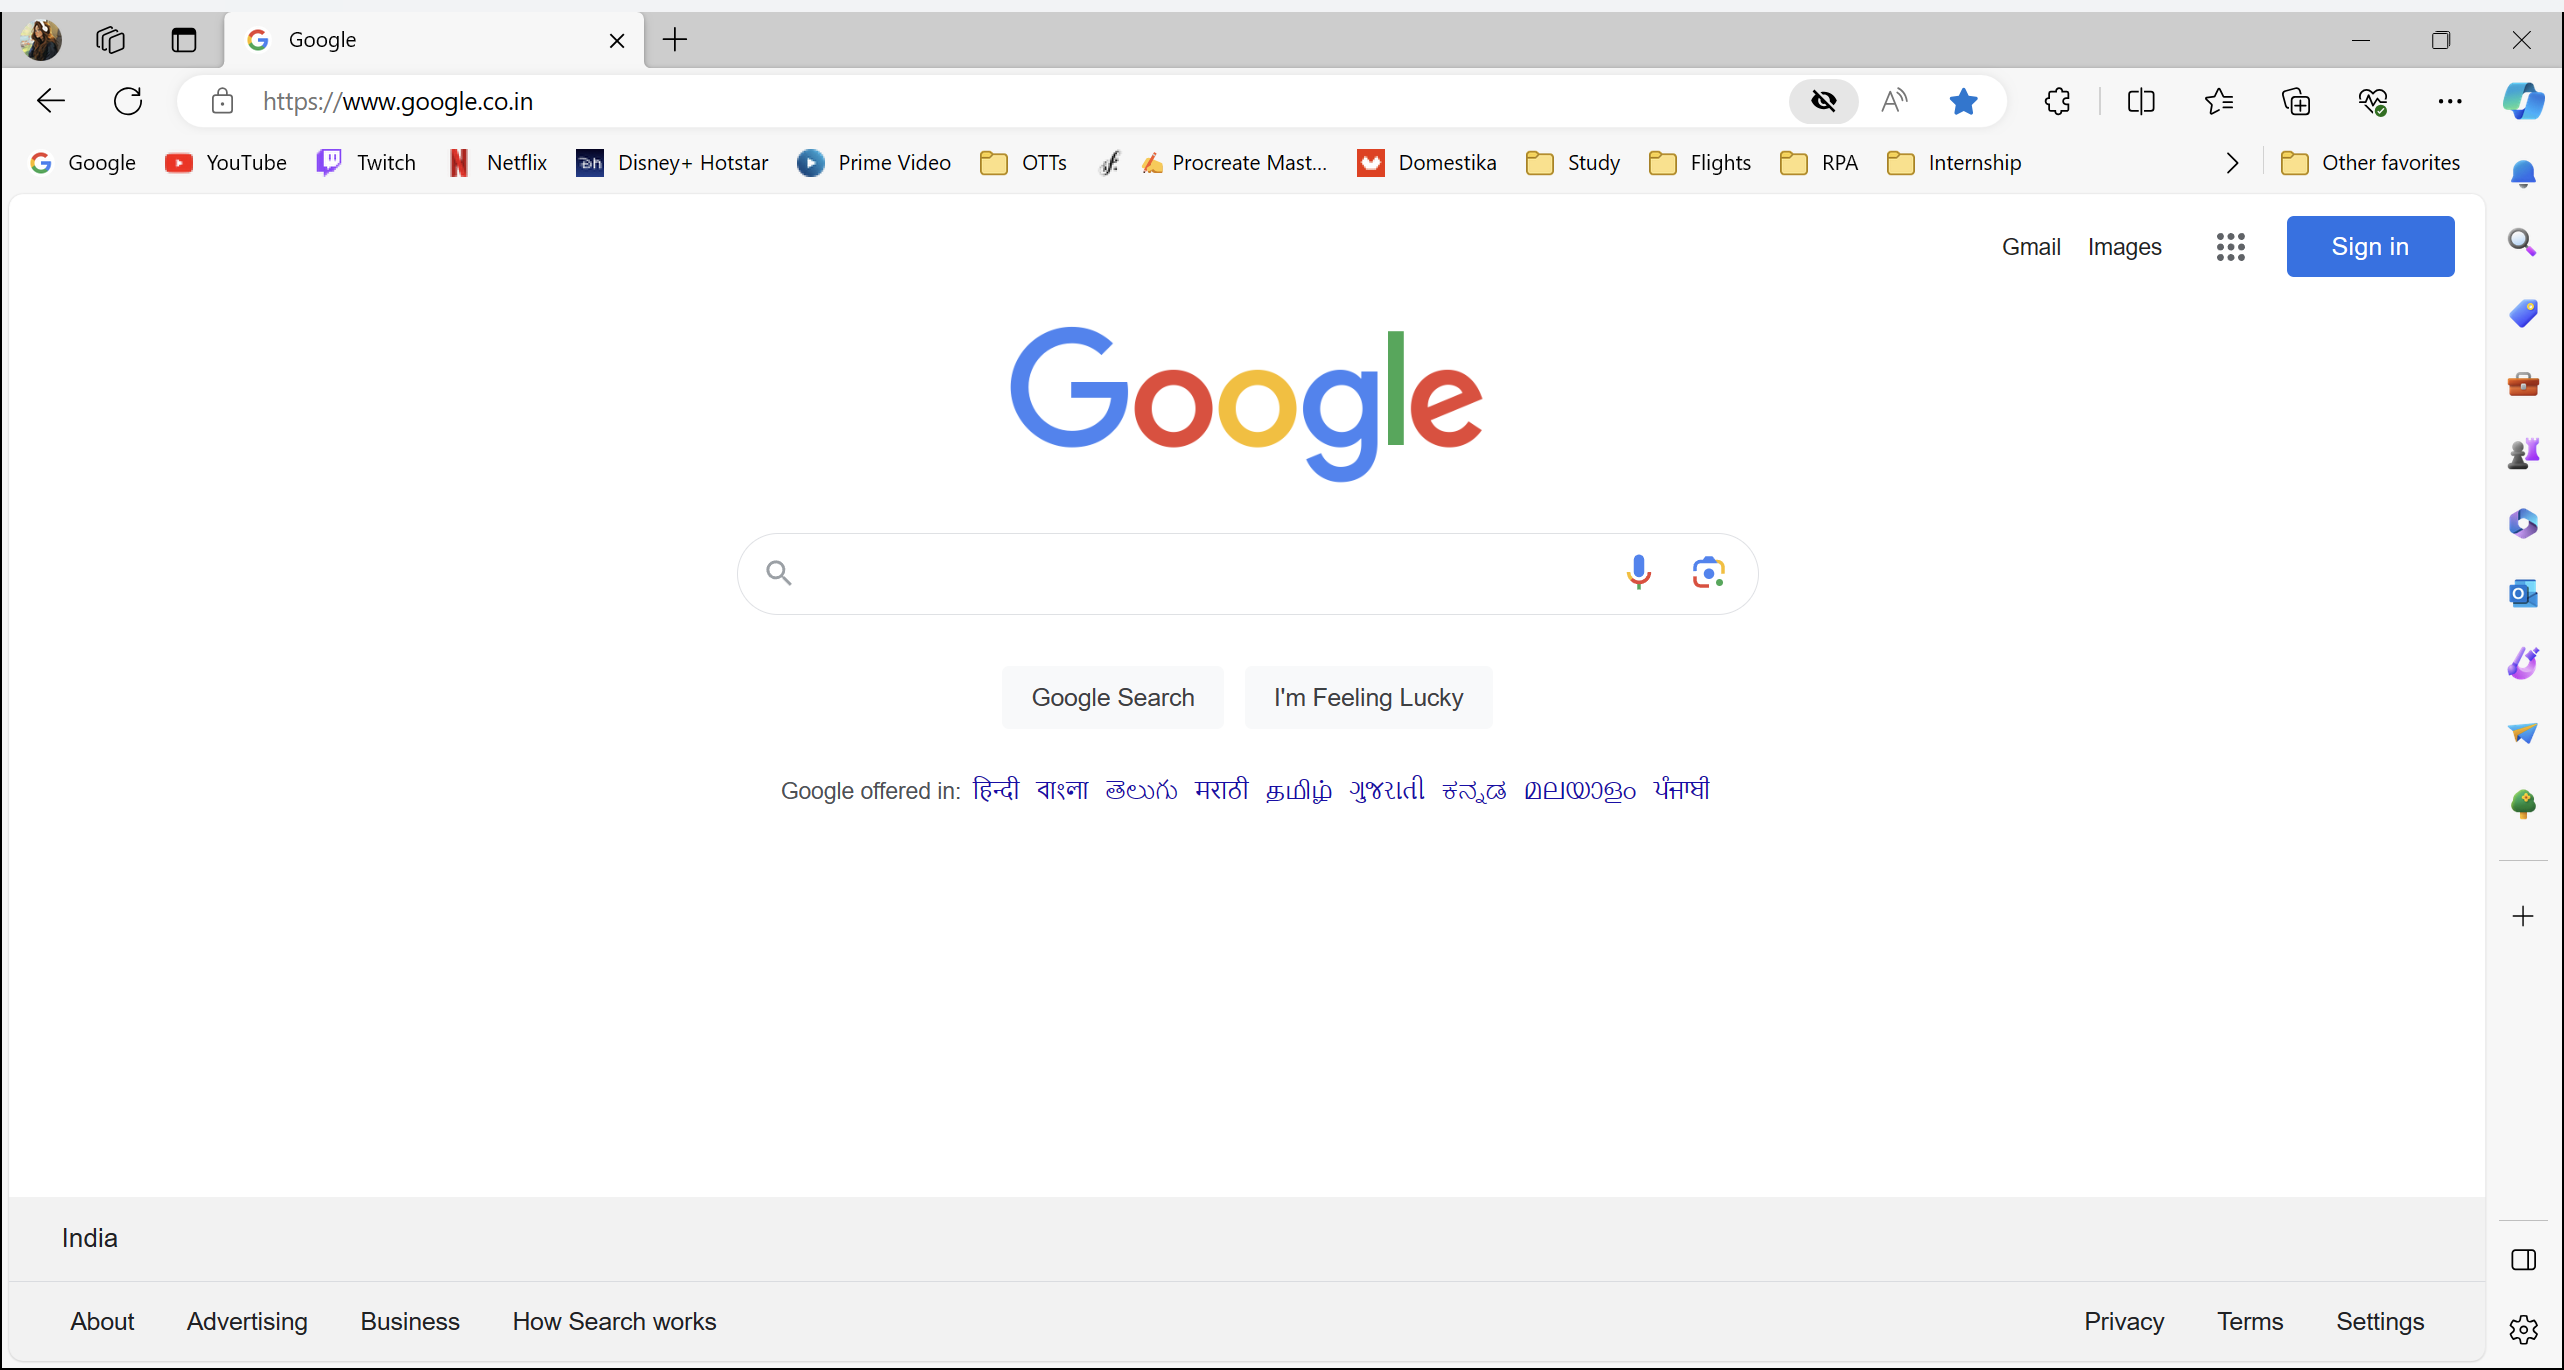 Google
https://www.google.co.in
Google YouTube Twitch Netflix Disney+ Hotstar Prime Video OTTs Procreate Mast... Domestika Study Flights RPA Internship Other favorites
Gmail Images Sign in
Google
Google Search I'm Feeling Lucky
Google offered in: हिन्दी বাংলা తెలుగు मराठी தமிழ் ગુજરાતી ಕನ್ನಡ മലയാളം ਪੰਜਾਬੀ
India
About Advertising Business How Search works Privacy Terms Settings